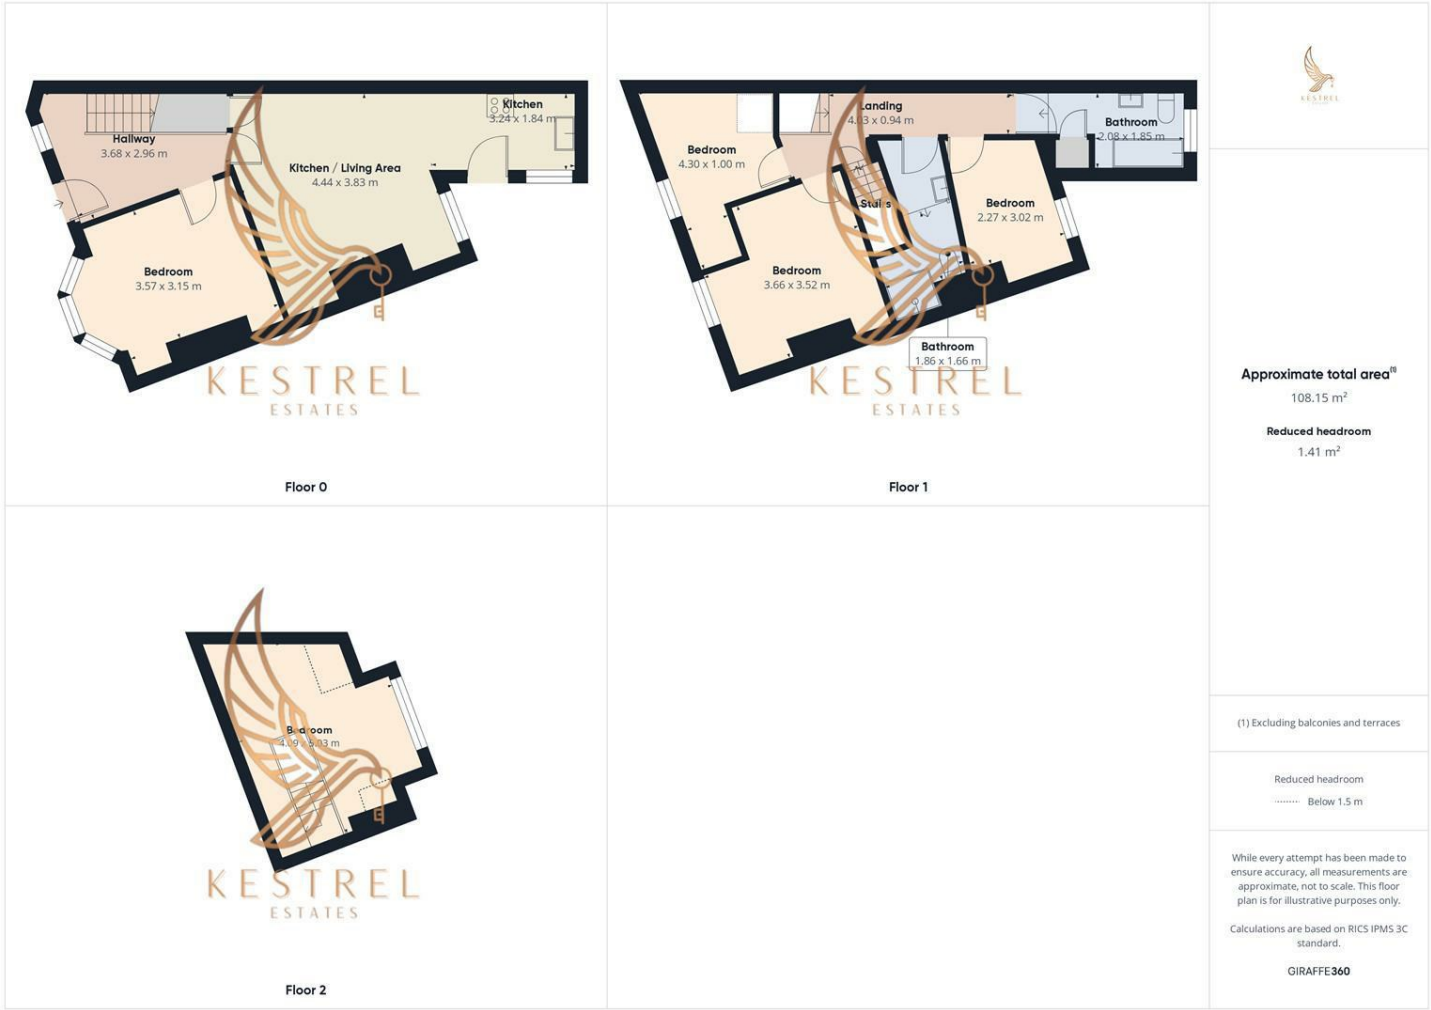 Hallway
3.68 x 2.96 m
Kitchen
3.24 x 1.84 m
Kitchen / Living Area
4.44 x 3.83 m
Bedroom
3.57 x 3.15 m
KESTREL
ESTATES
Floor 0
Landing
4.03 x 0.94 m
Bathroom
2.08 x 1.85 m
Bedroom
4.30 x 1.00 m
Stairs
Bedroom
2.27 x 3.02 m
Bedroom
3.66 x 3.52 m
Bathroom
1.86 x 1.66 m
KESTREL
ESTATES
Floor 1
Bedroom
4.09 x 5.03 m
KESTREL
ESTATES
Floor 2
KESTREL
Approximate total area(1)
108.15 m²
Reduced headroom
1.41 m²
(1) Excluding balconies and terraces
Reduced headroom
Below 1.5 m
While every attempt has been made to
ensure accuracy, all measurements are
approximate, not to scale. This floor
plan is for illustrative purposes only.
Calculations are based on RICS IPMS 3C
standard.
GIRAFFE360